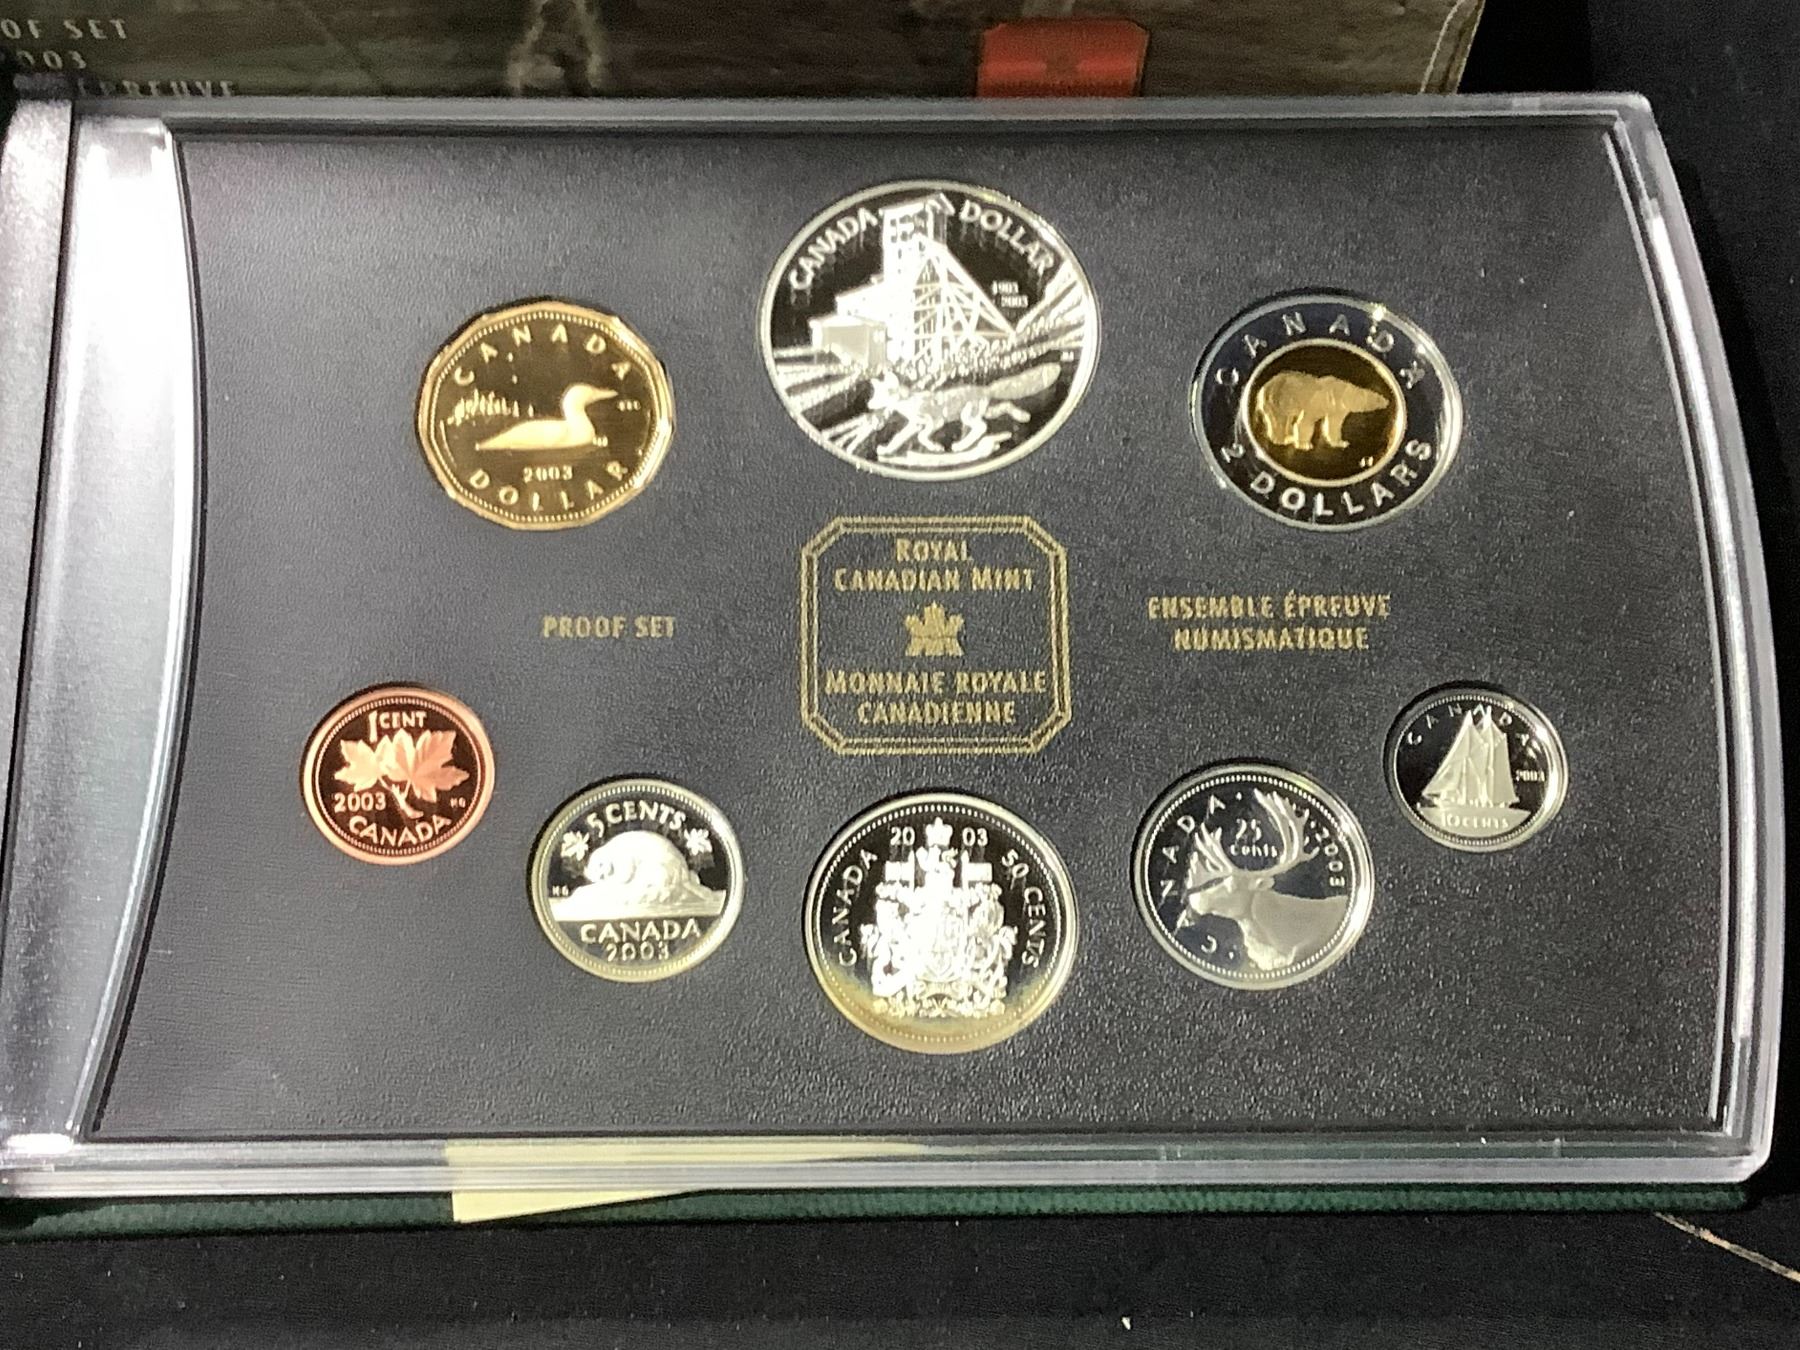 OF SET
2003
ÉPREUVE
CANADA DOLLAR
1903
2003
CANADA
2003
DOLLAR
CANADA
2 DOLLARS
ROYAL
CANADIAN MINT
MONNAIE ROYALE
CANADIENNE
PROOF SET
ENSEMBLE ÉPREUVE
NUMISMATIQUE
1 CENT
2003
CANADA
5 CENTS
CANADA
2003
20 03
CANADA
50 CENTS
CANADA · 2003
25
cents
CANADA
2003
10 CENTS